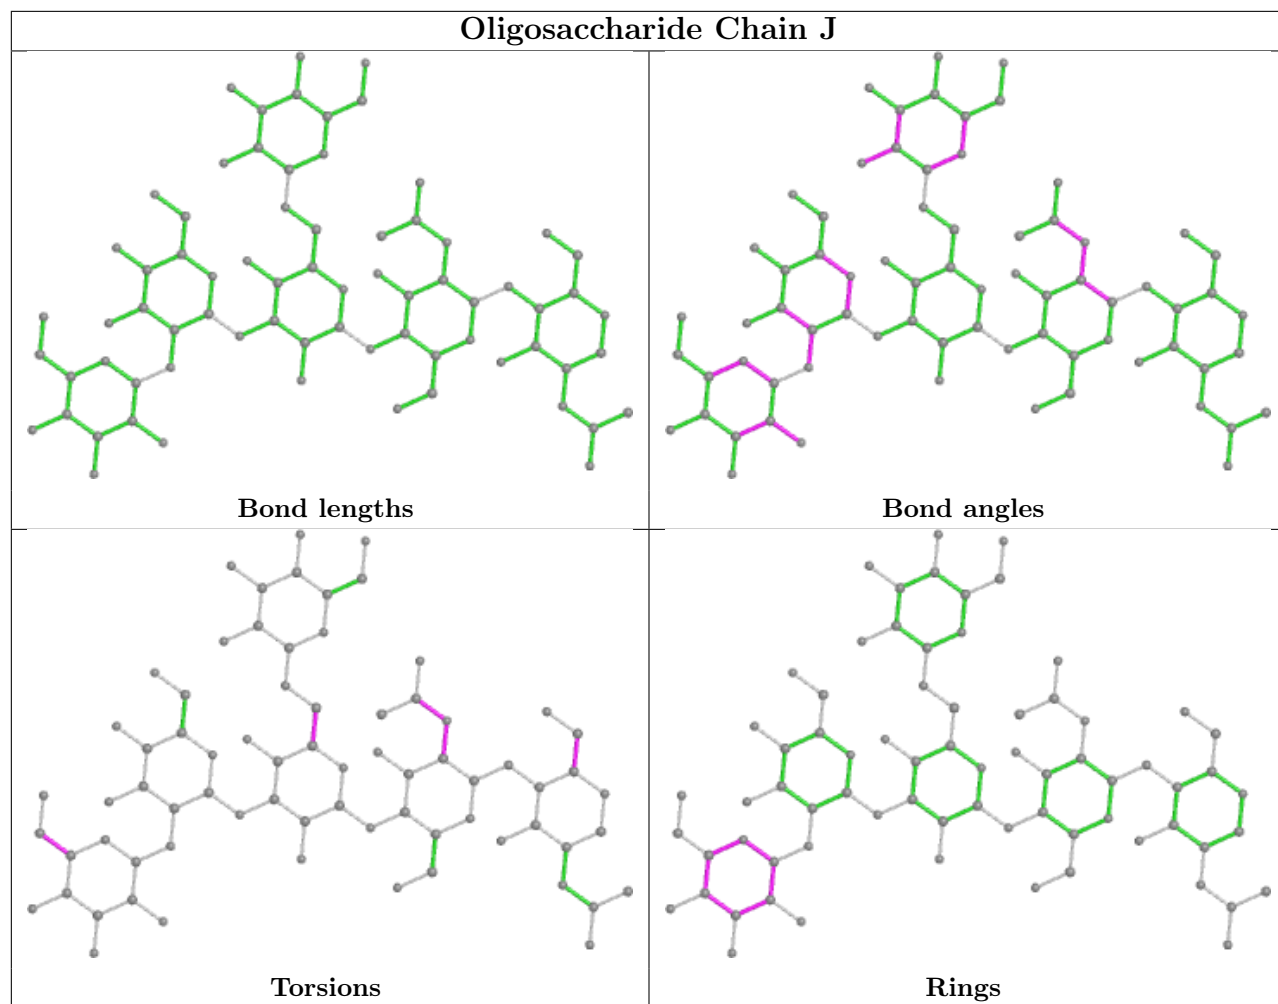 Oligosaccharide Chain J
Bond lengths
Bond angles
Torsions
Rings